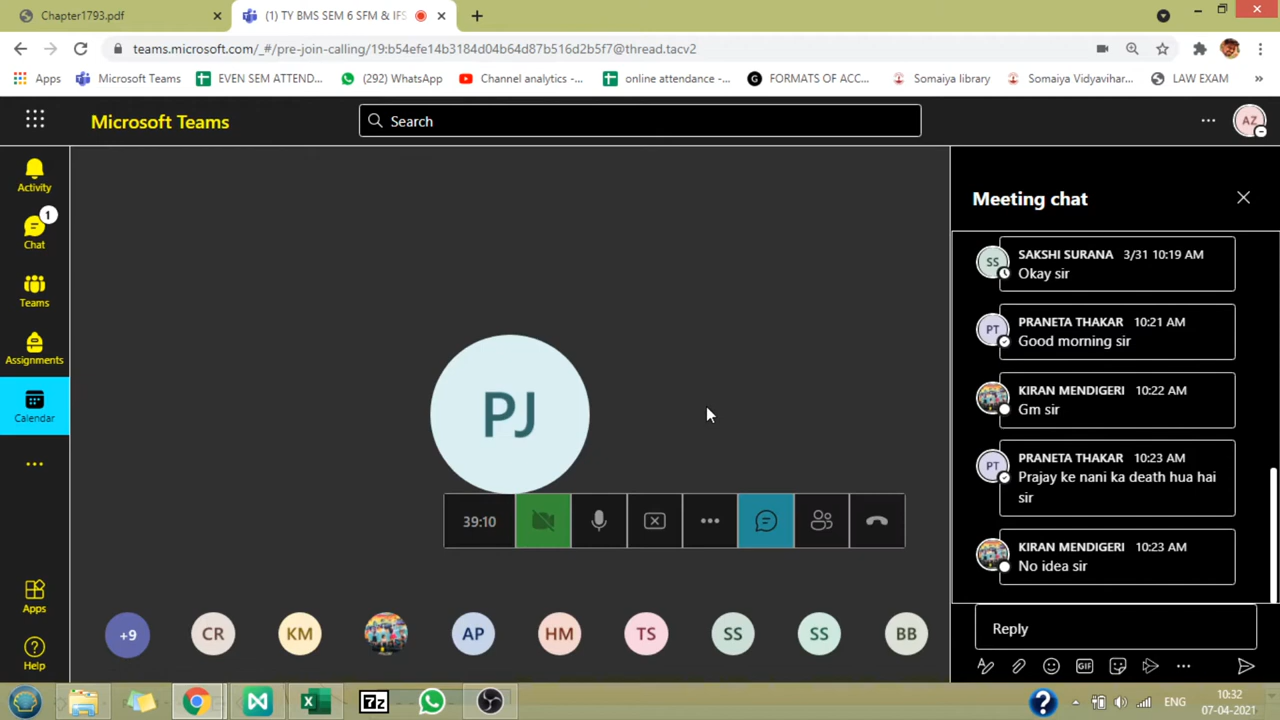 Chapter1793.pdf
(1) TY BMS SEM 6 SFM & IFS
teams.microsoft.com/_#/pre-join-calling/19:b54efe14b3184d04b64d87b516d2b5f7@thread.tacv2
Apps
Microsoft Teams
EVEN SEM ATTEND...
(292) WhatsApp
Channel analytics -...
online attendance -...
FORMATS OF ACC...
Somaiya library
Somaiya Vidyavihar...
LAW EXAM
»
Microsoft Teams
Search
AZ
Activity
1
Chat
Teams
Assignments
Calendar
Apps
Help
PJ
39:10
+9
CR
KM
AP
HM
TS
SS
SS
BB
Meeting chat
SS
SAKSHI SURANA 3/31 10:19 AM
Okay sir
PT
PRANETA THAKAR 10:21 AM
Good morning sir
KIRAN MENDIGERI 10:22 AM
Gm sir
PT
PRANETA THAKAR 10:23 AM
Prajay ke nani ka death hua hai
sir
KIRAN MENDIGERI 10:23 AM
No idea sir
Reply
GIF
7z
ENG
10:32
07-04-2021